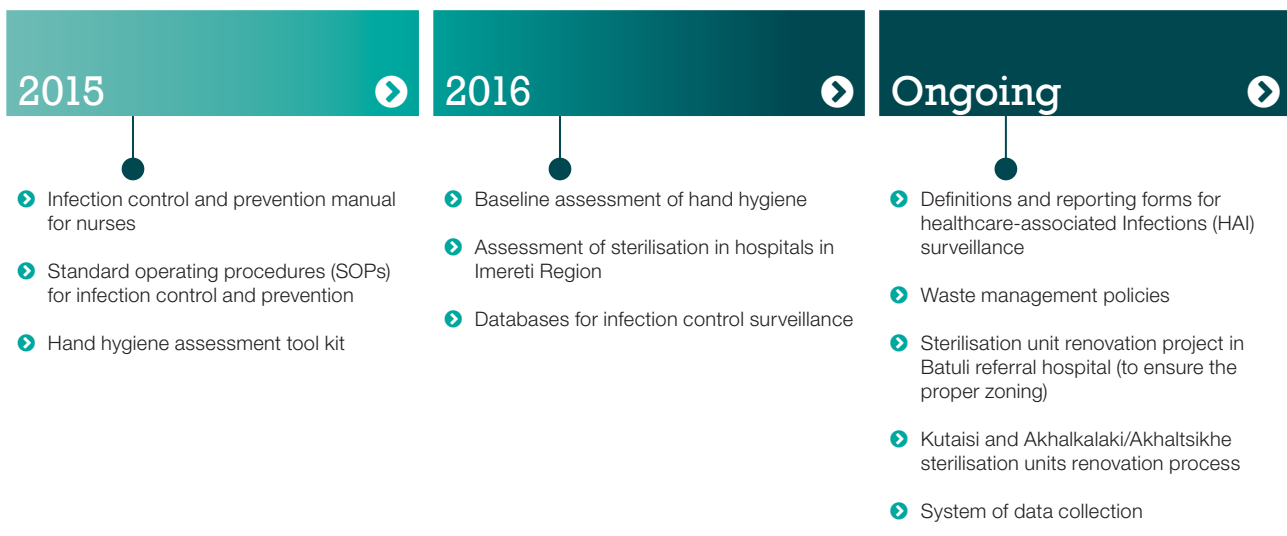 2015
Infection control and prevention manual
for nurses
Standard operating procedures (SOPs)
for infection control and prevention
Hand hygiene assessment tool kit
2016
Baseline assessment of hand hygiene
Assessment of sterilisation in hospitals in
Imereti Region
Databases for infection control surveillance
Ongoing
Definitions and reporting forms for
healthcare-associated Infections (HAI)
surveillance
Waste management policies
Sterilisation unit renovation project in
Batuli referral hospital (to ensure the
proper zoning)
Kutaisi and Akhalkalaki/Akhaltsikhe
sterilisation units renovation process
System of data collection